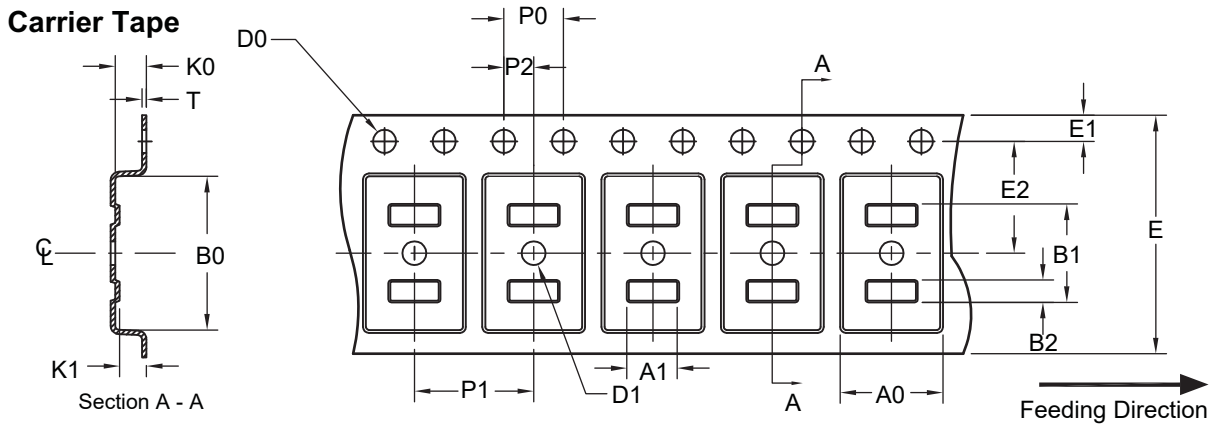 Carrier Tape
P0
D0
P2
K0
T
A
E1
E2
E
B1
B0
℄
B2
K1
P1
A1
D1
A
A0
Section A - A
Feeding Direction